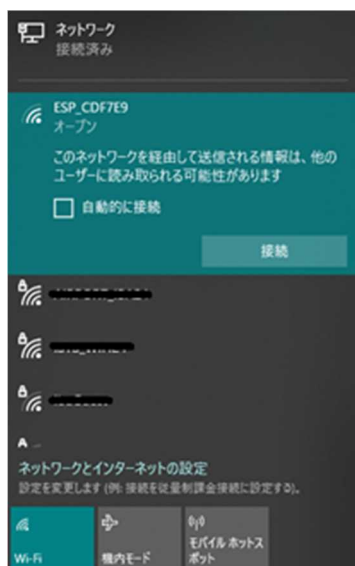 ネットワーク
接続済み
ESP_CDF7E9
オープン
このネットワークを経由して送信される情報は、他の
ユーザーに読み取られる可能性があります
自動的に接続
接続
ネットワークとインターネットの設定
設定を変更します (例: 接続を従量制課金接続に設定する)。
Wi-Fi
機内モード
モバイル ホットス
ポット